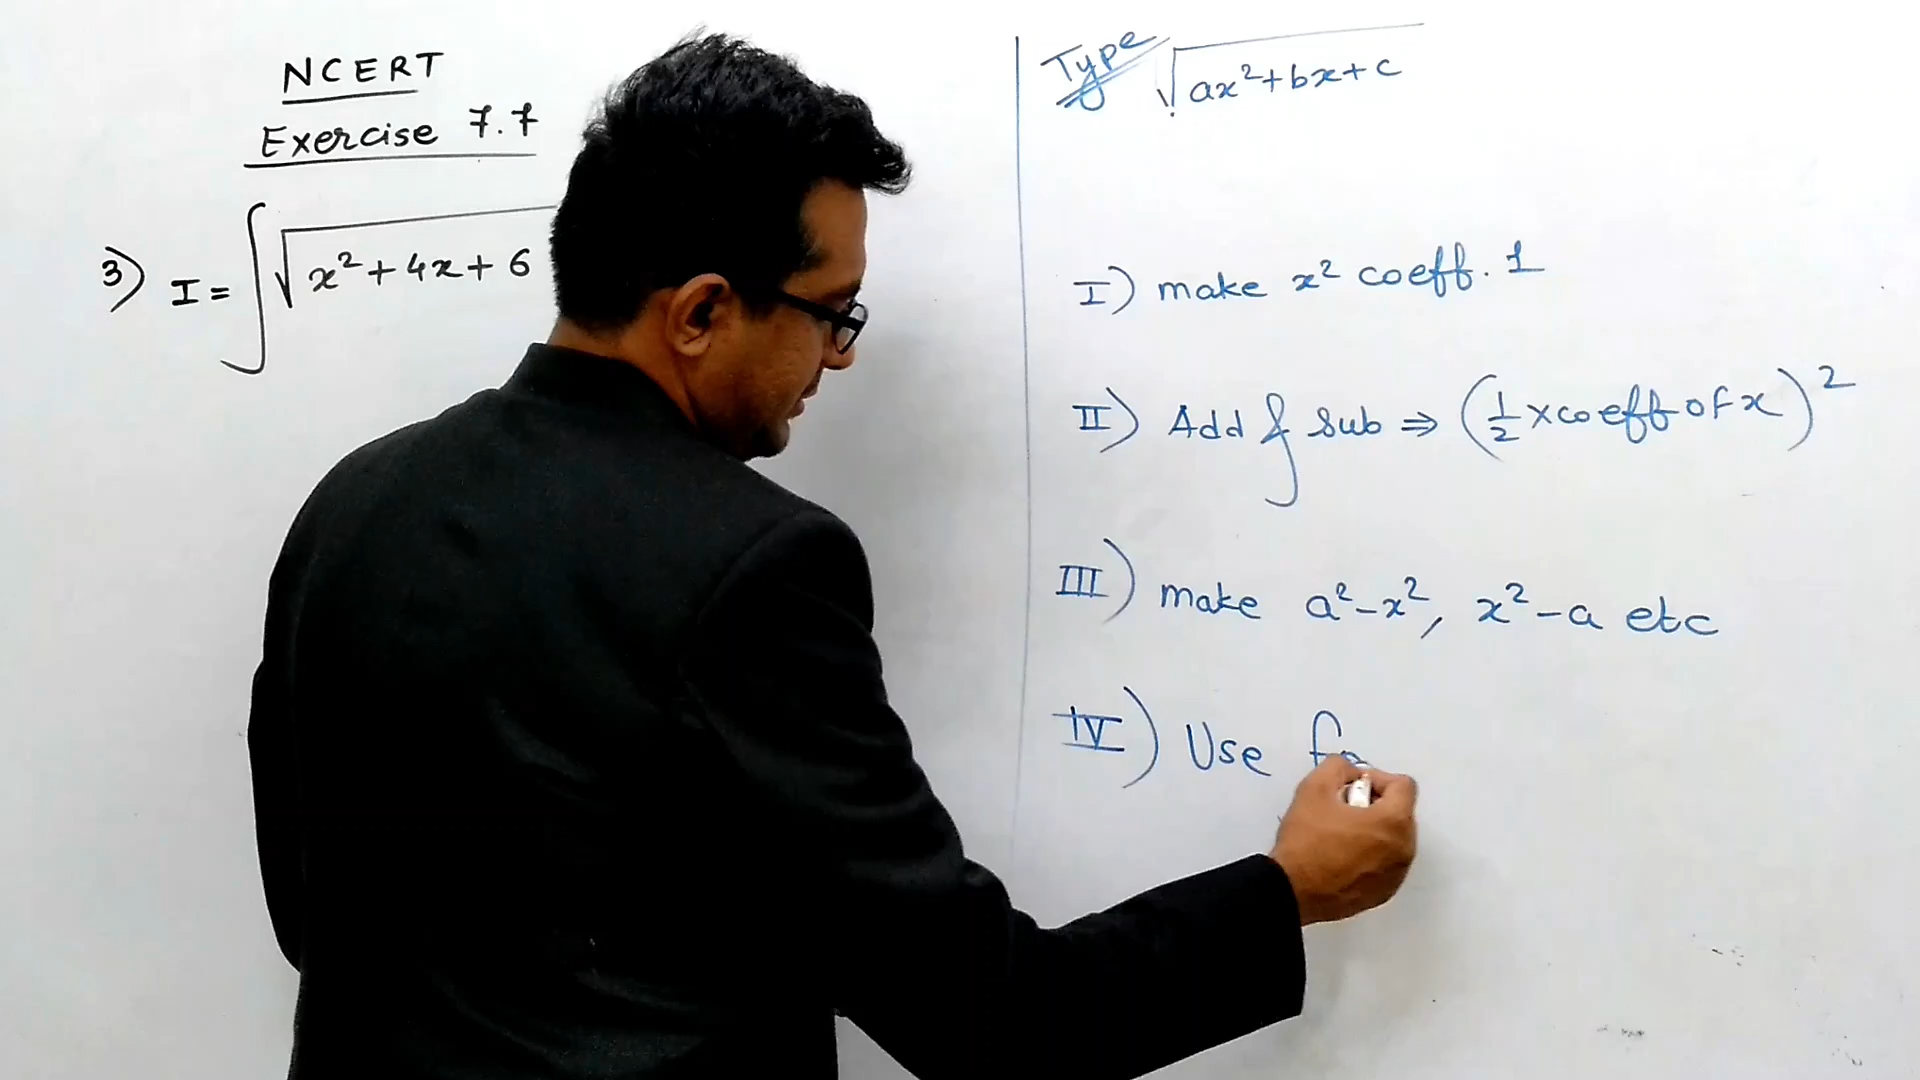 NCERT
Exercise 7.7
3) I = ∫√x²+4x+6
Type √ax²+bx+c
I) make x² coeff. 1
II) Add & Sub ⇒ (1/2 x coeff of x)²
III) make a²-x², x²-a etc
IV) Use fo